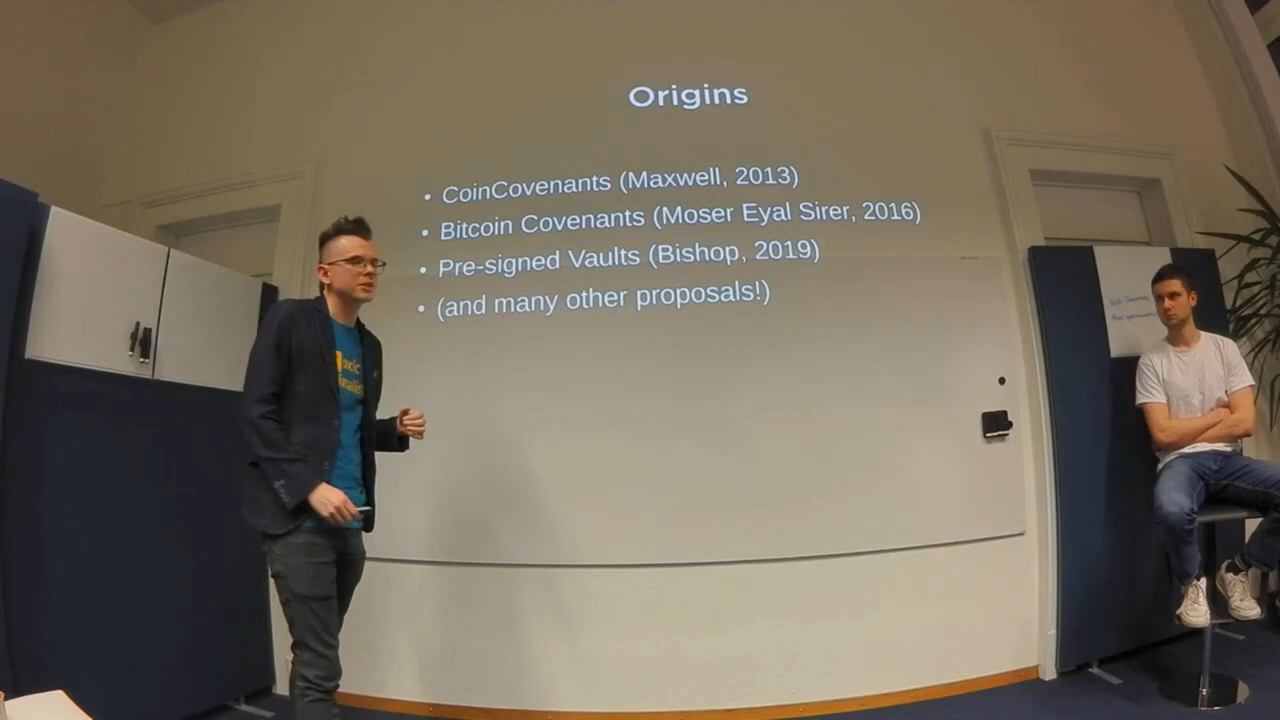 Origins
• CoinCovenants (Maxwell, 2013)
• Bitcoin Covenants (Moser Eyal Sirer, 2016)
• Pre-signed Vaults (Bishop, 2019)
• (and many other proposals!)
oxic